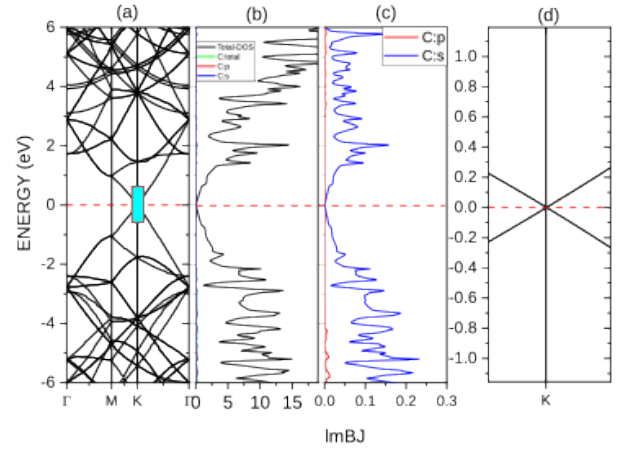 (a) (b) (c) (d)
ENERGY (eV)
6
4
2
0
-2
-4
-6
Γ M K Γ
Total-DOS
C:total
C:p
C:s
0 5 10 15
C:p
C:s
0.0 0.1 0.2 0.3
1.0
0.8
0.6
0.4
0.2
0.0
-0.2
-0.4
-0.6
-0.8
-1.0
K
lmBJ